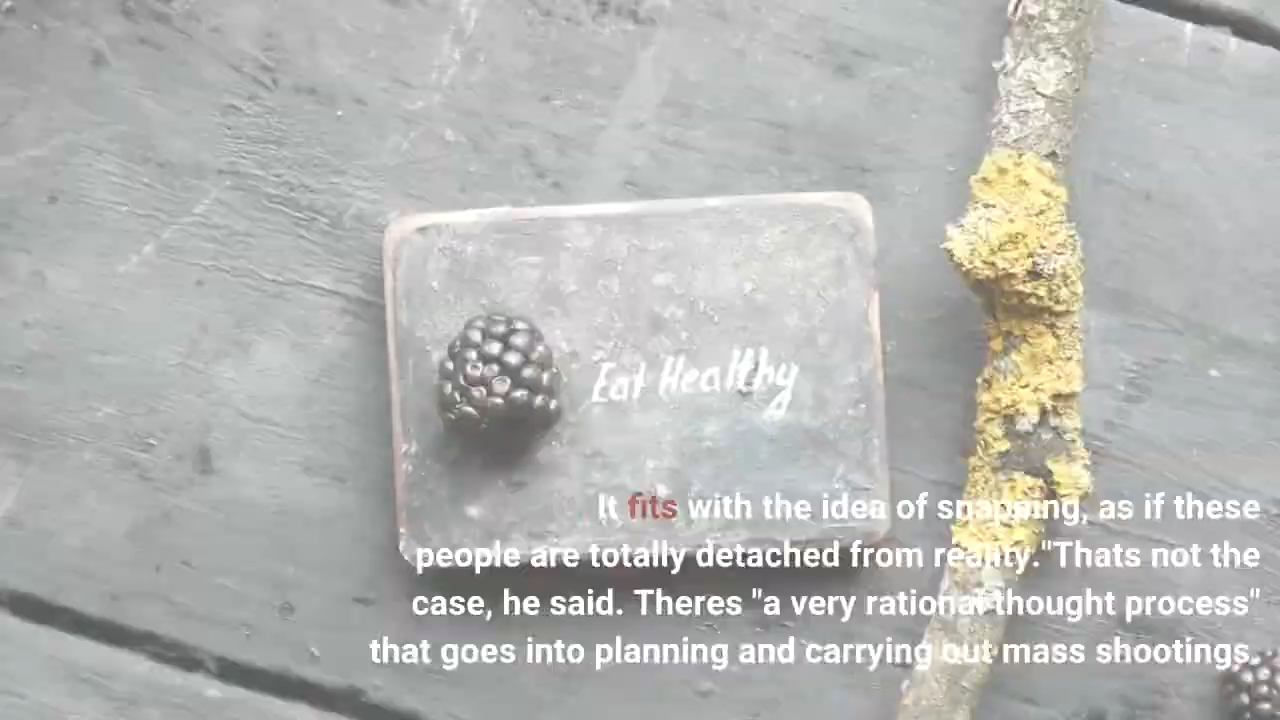 Eat Healthy
It fits with the idea of snapping, as if these
people are totally detached from reality."Thats not the
case, he said. Theres "a very rational thought process"
that goes into planning and carrying out mass shootings.